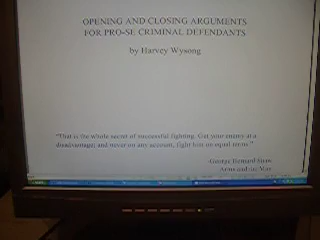 OPENING AND CLOSING ARGUMENTS
FOR PRO-SE CRIMINAL DEFENDANTS
by Harvey Wysong
"That is the whole secret of successful fighting. Get your enemy at a
disadvantage; and never on any account, fight him on equal terms."
-George Bernard Shaw
Arms and the Man